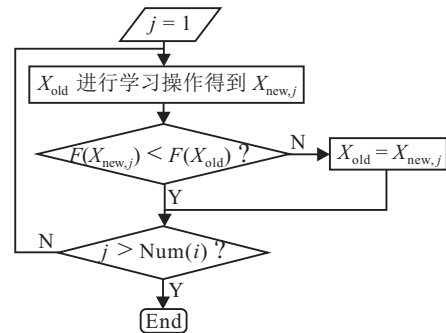 j = 1
X_old 进行学习操作得到 X_new,j
F(X_new,j) < F(X_old) ?
N
X_old = X_new,j
Y
N
j > Num(i) ?
Y
End